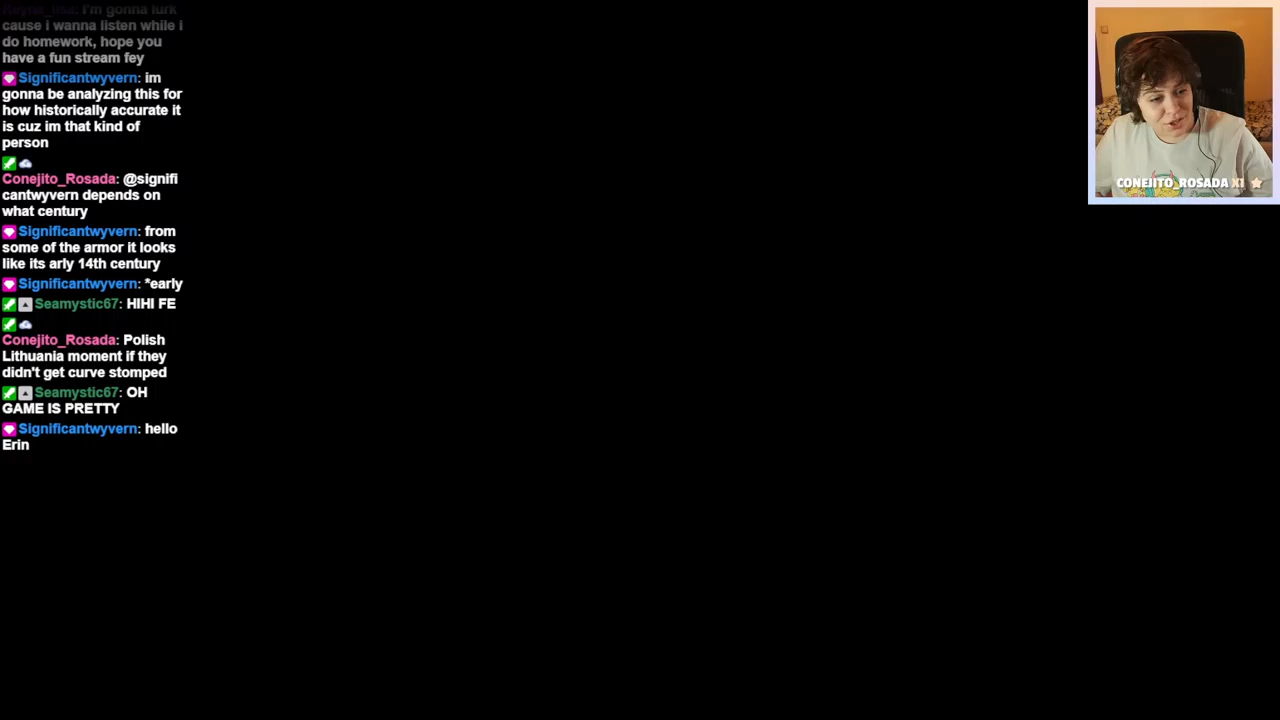 I'm gonna lurk
cause i wanna listen while i
do homework, hope you
have a fun stream fey
Significantwyvern: im
gonna be analyzing this for
how historically accurate it
is cuz im that kind of
person
Conejito_Rosada: @signifi
cantwyvern depends on
what century
Significantwyvern: from
some of the armor it looks
like its arly 14th century
Significantwyvern: *early
Seamystic67: HIHI FE
Conejito_Rosada: Polish
Lithuania moment if they
didn't get curve stomped
Seamystic67: OH
GAME IS PRETTY
Significantwyvern: hello
Erin
CONEJITO_ROSADA X1